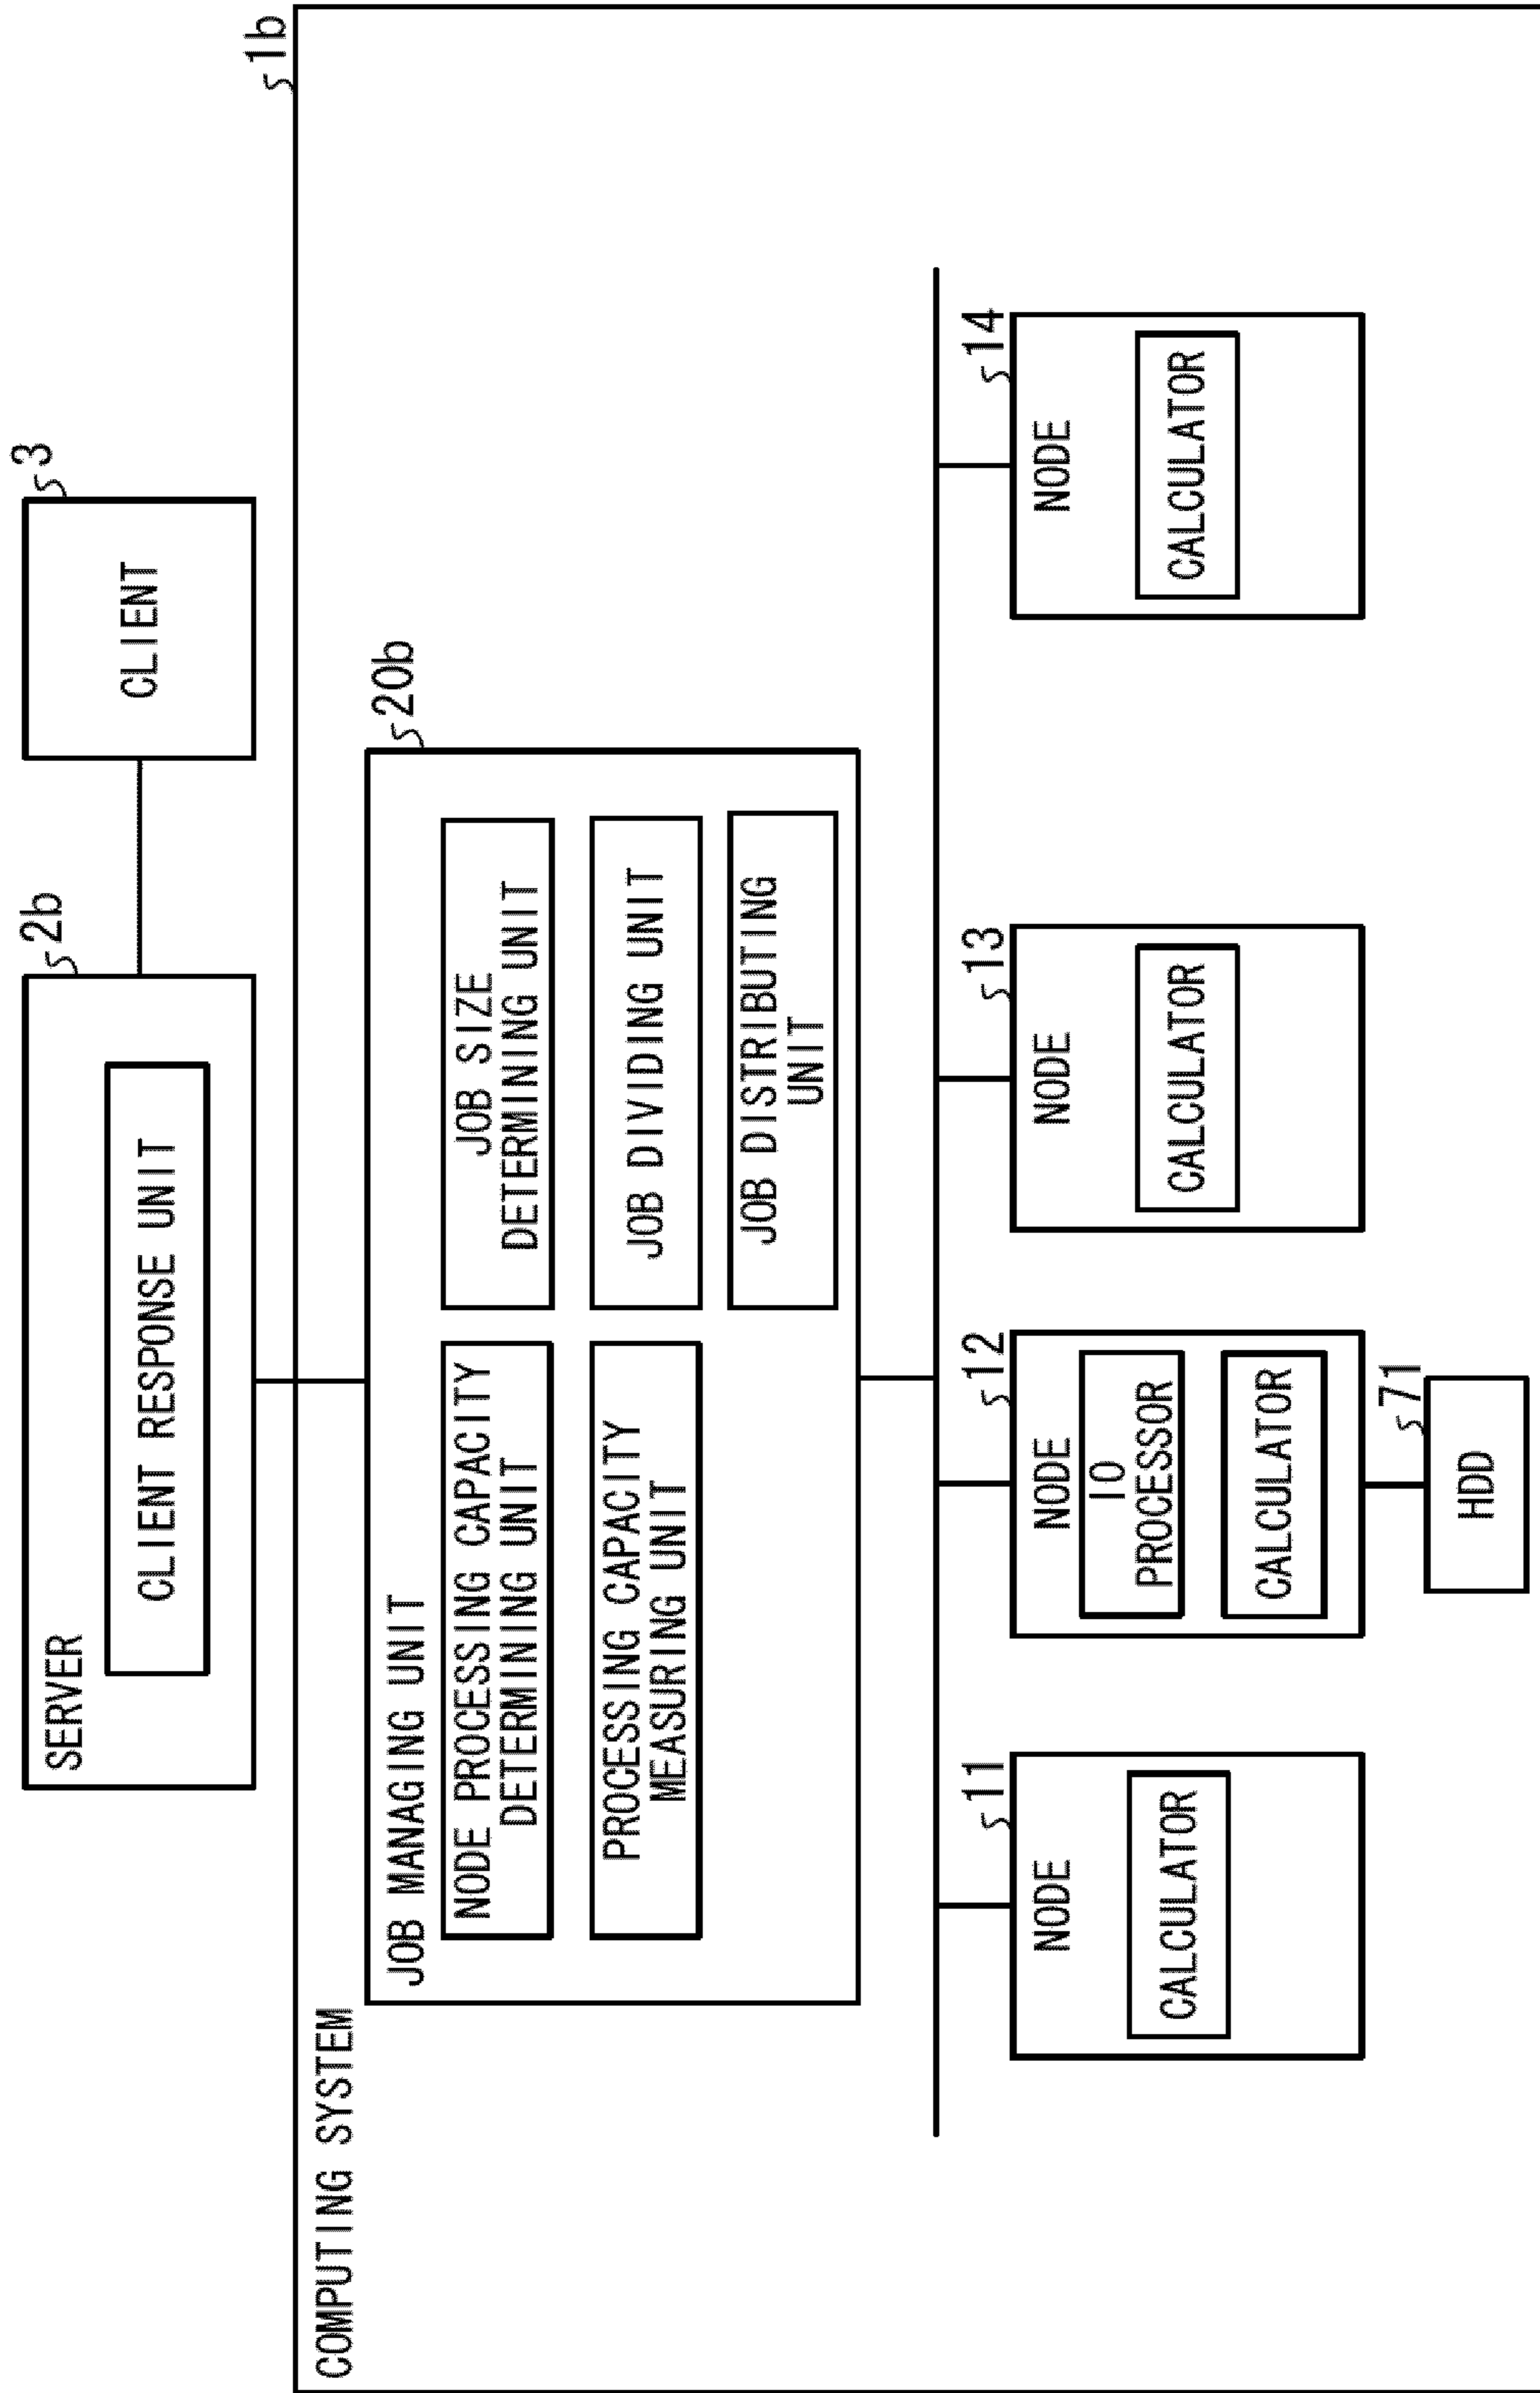 SERVER
2b
CLIENT RESPONSE UNIT
3
CLIENT
COMPUTING SYSTEM
1b
JOB MANAGING UNIT
20b
NODE PROCESSING CAPACITY
DETERMINING UNIT
JOB SIZE
DETERMINING UNIT
PROCESSING CAPACITY
MEASURING UNIT
JOB DIVIDING UNIT
JOB DISTRIBUTING
UNIT
11
NODE
CALCULATOR
12
NODE
IO
PROCESSOR
CALCULATOR
71
HDD
13
NODE
CALCULATOR
14
NODE
CALCULATOR